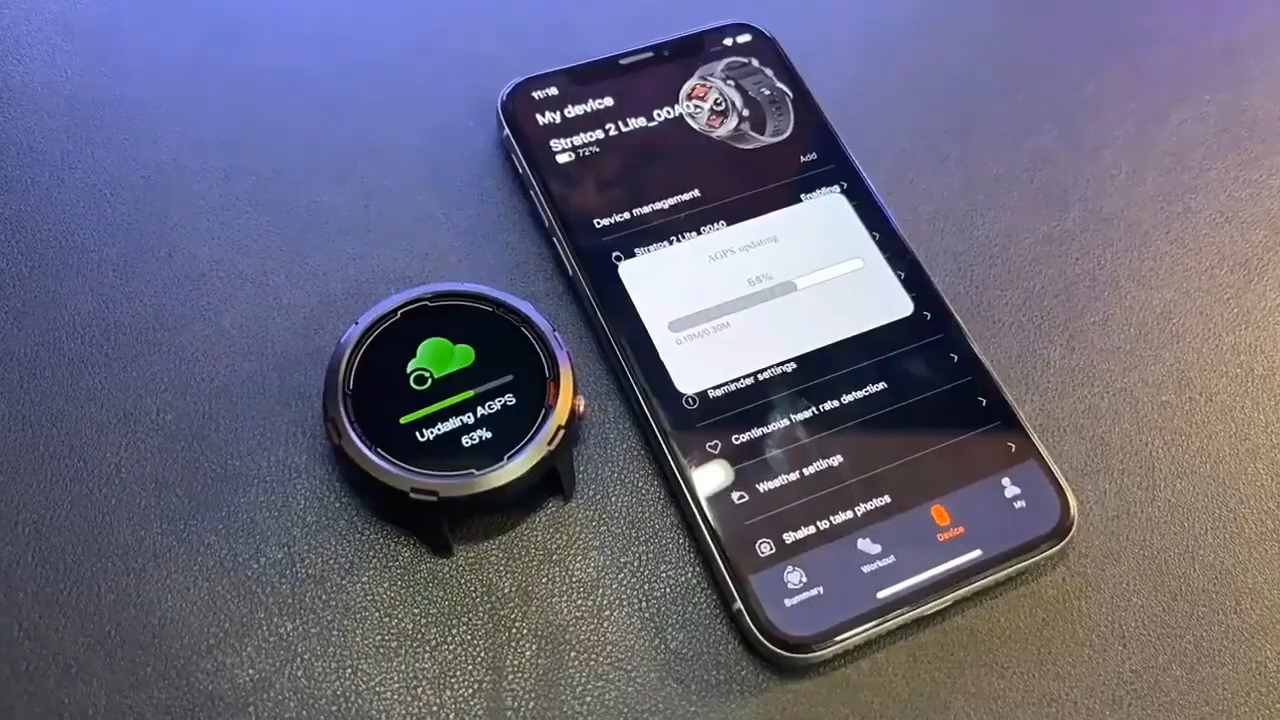 Updating AGPS
63%
11:16
My device
Stratos 2 Lite_00A0
72%
Add
Device management
Enabling
Stratos 2 Lite_00A0
AGPS updating
64%
0.19M/0.30M
Reminder settings
Continuous heart rate detection
Weather settings
Shake to take photos
Summary
Workout
Device
My